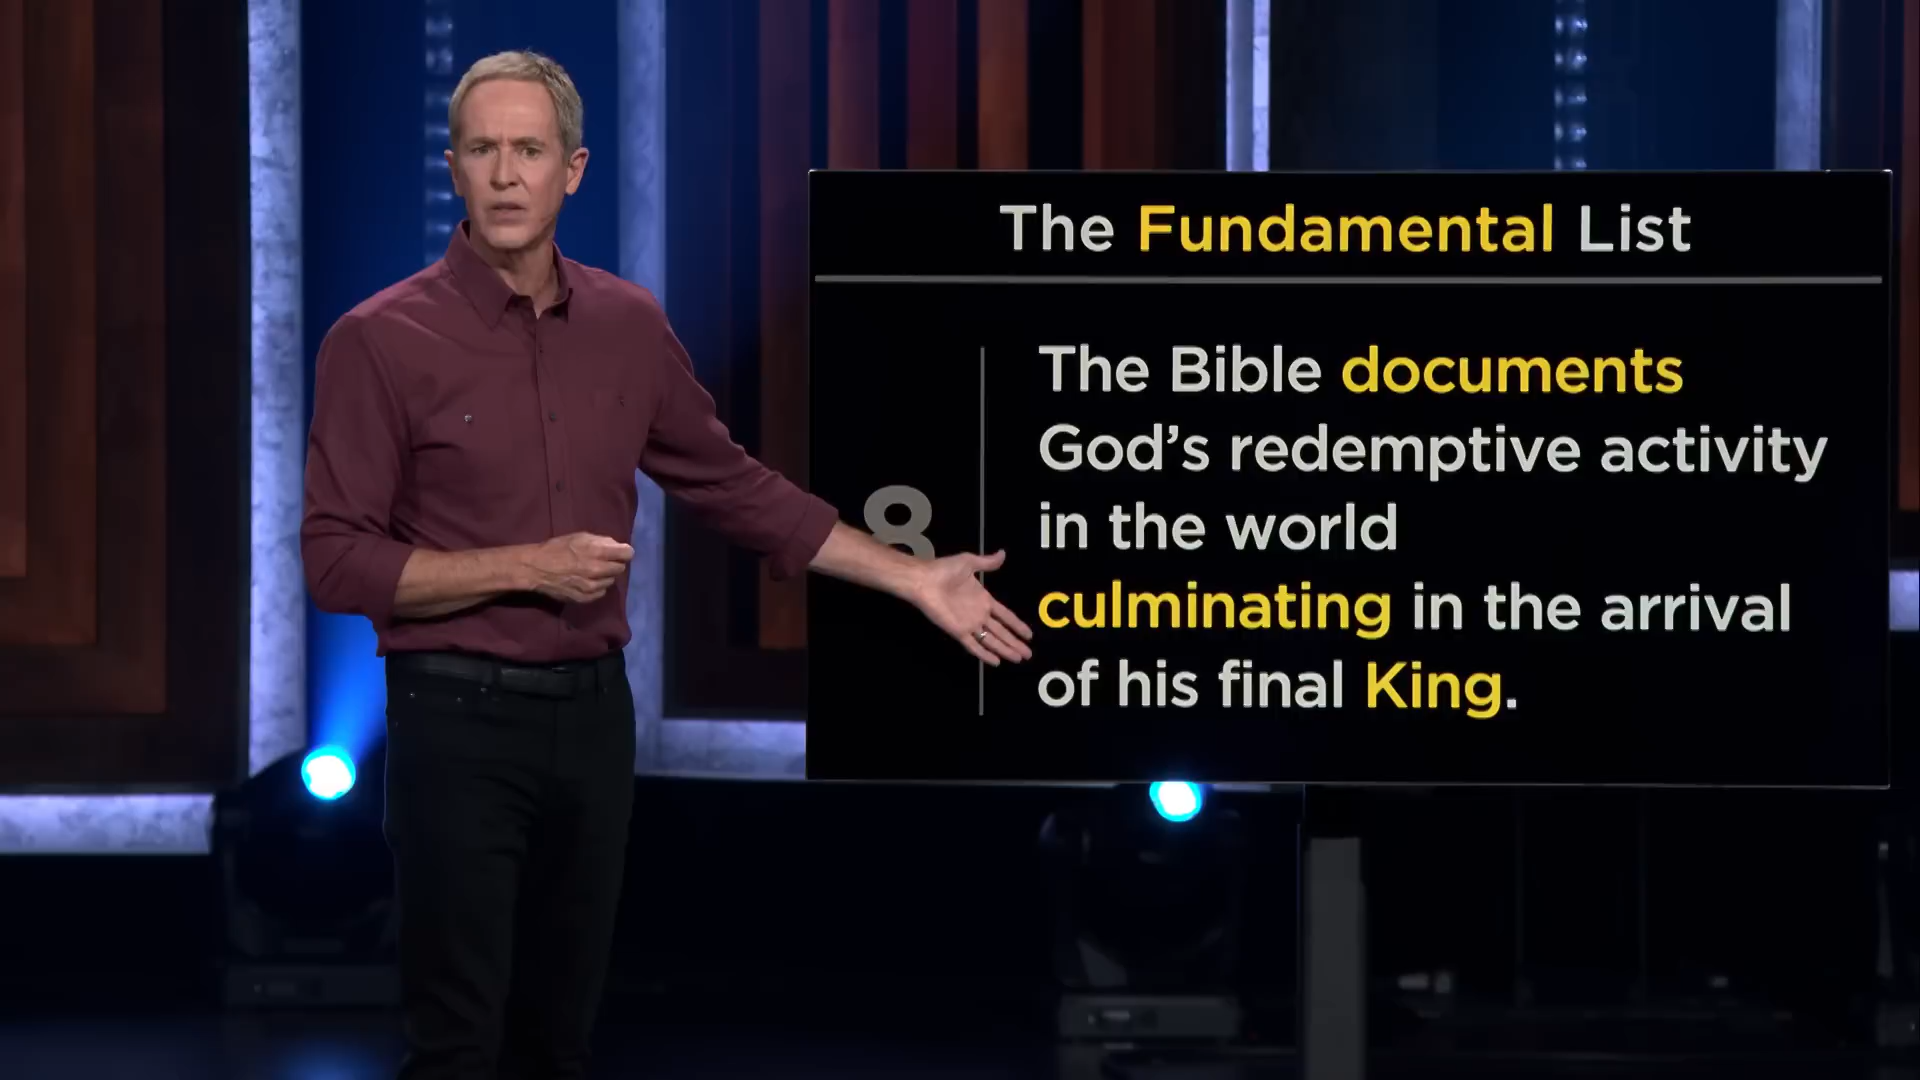 The Fundamental List
8
The Bible documents
God's redemptive activity
in the world
culminating in the arrival
of his final King.